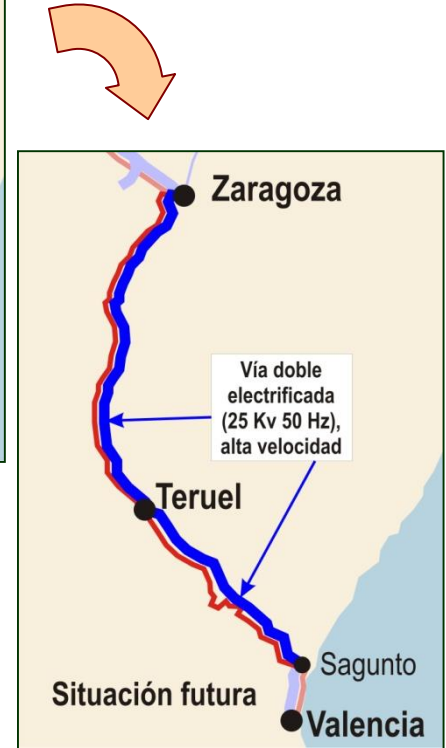 Zaragoza
Vía doble
electrificada
(25 Kv 50 Hz),
alta velocidad
Teruel
Sagunto
Situación futura
Valencia